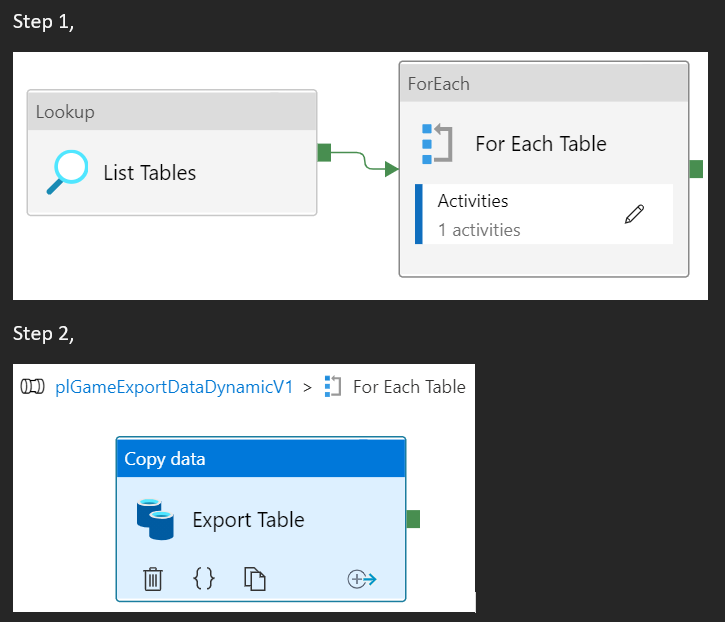 Step 1,
Lookup
List Tables
ForEach
For Each Table
Activities
1 activities
Step 2,
plGameExportDataDynamicV1 > For Each Table
Copy data
Export Table
{}